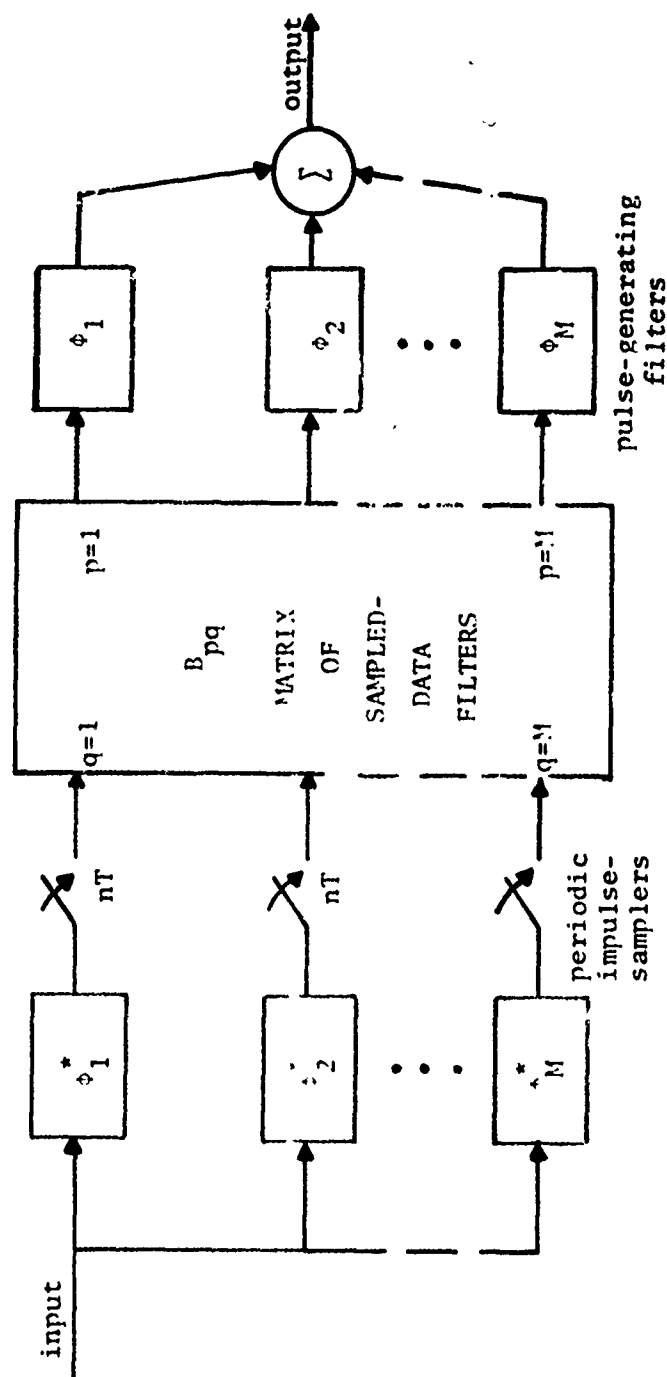 input
Φ*1
*2
*M
nT
nT
periodic
impulse-
samplers
q=1
q=M
Bpq
MATRIX
OF
SAMPLED-
DATA
FILTERS
p=1
p=M
Φ1
Φ2
ΦM
pulse-generating
filters
Σ
output